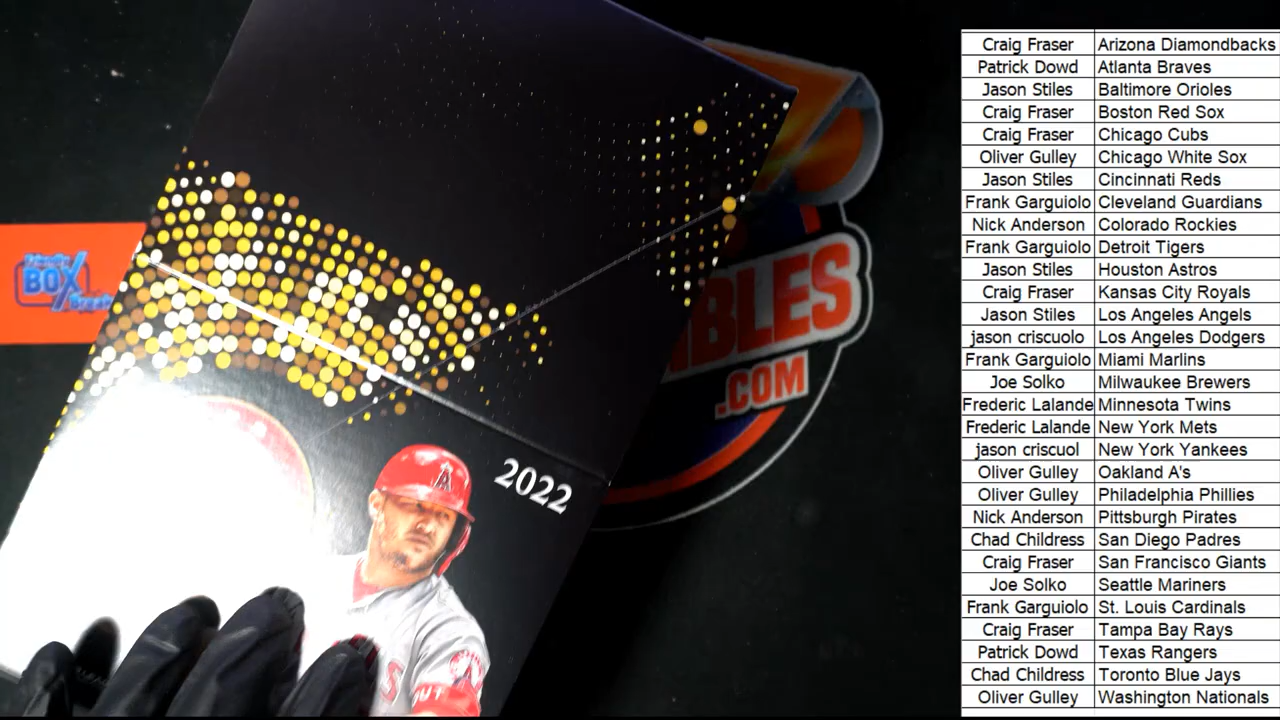 Craig Fraser Arizona Diamondbacks
Patrick Dowd Atlanta Braves
Jason Stiles Baltimore Orioles
Craig Fraser Boston Red Sox
Craig Fraser Chicago Cubs
Oliver Gulley Chicago White Sox
Jason Stiles Cincinnati Reds
Frank Garguiolo Cleveland Guardians
Nick Anderson Colorado Rockies
Frank Garguiolo Detroit Tigers
Jason Stiles Houston Astros
Craig Fraser Kansas City Royals
Jason Stiles Los Angeles Angels
jason criscuolo Los Angeles Dodgers
Frank Garguiolo Miami Marlins
Joe Solko Milwaukee Brewers
Frederic Lalande Minnesota Twins
Frederic Lalande New York Mets
jason criscuol New York Yankees
Oliver Gulley Oakland A's
Oliver Gulley Philadelphia Phillies
Nick Anderson Pittsburgh Pirates
Chad Childress San Diego Padres
Craig Fraser San Francisco Giants
Joe Solko Seattle Mariners
Frank Garguiolo St. Louis Cardinals
Craig Fraser Tampa Bay Rays
Patrick Dowd Texas Rangers
Chad Childress Toronto Blue Jays
Oliver Gulley Washington Nationals
BOX
IBLES
.COM
2022